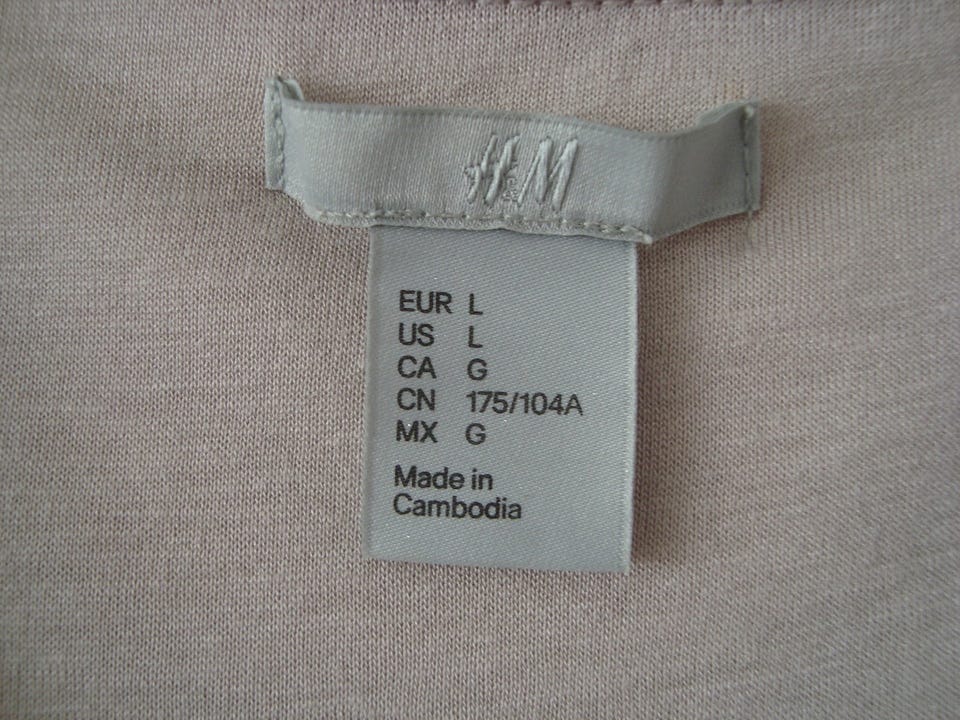 H&M
EUR L
US L
CA G
CN 175/104A
MX G
Made in
Cambodia